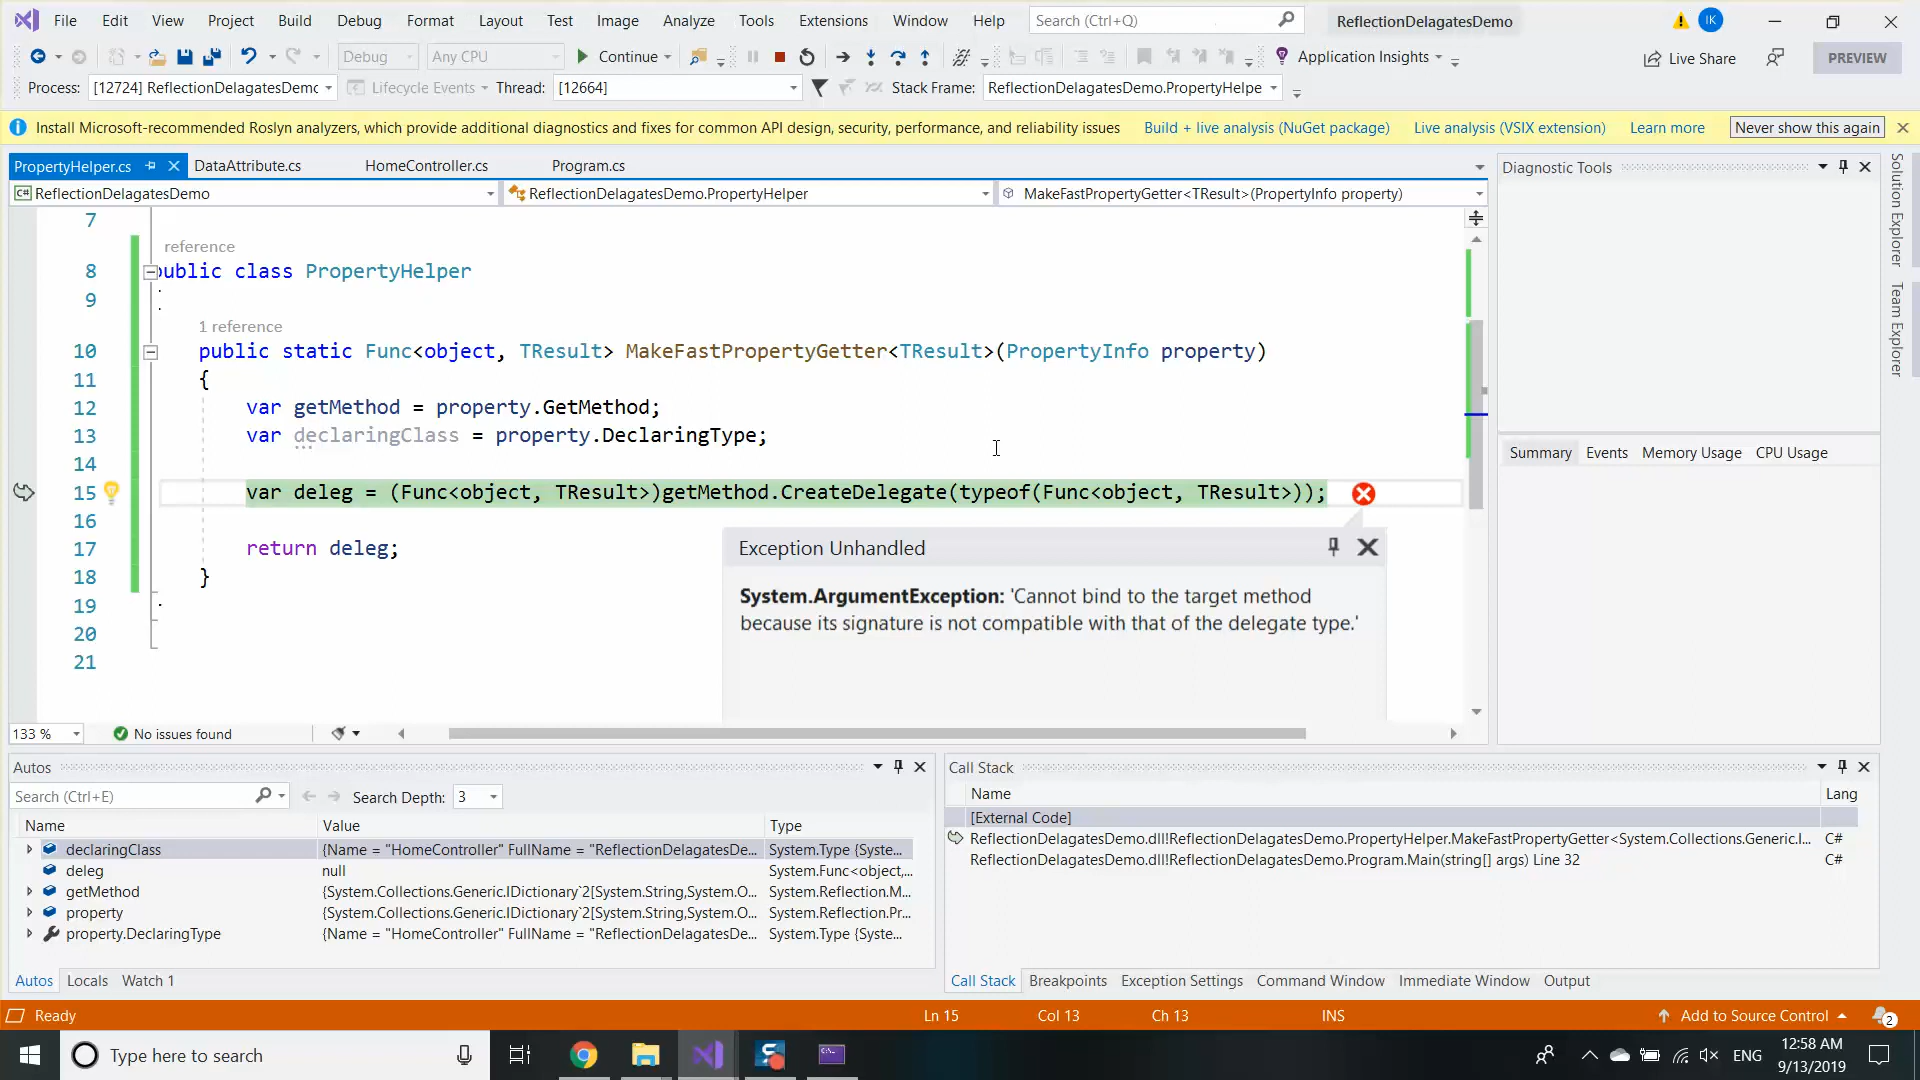 File Edit View Project Build Debug Format Layout Test Image Analyze Tools Extensions Window Help Search (Ctrl+Q) ReflectionDelagatesDemo IK
Debug Any CPU Continue Application Insights Live Share PREVIEW
Process: [12724] ReflectionDelagatesDemo Lifecycle Events Thread: [12664] Stack Frame: ReflectionDelagatesDemo.PropertyHelpe
Install Microsoft-recommended Roslyn analyzers, which provide additional diagnostics and fixes for common API design, security, performance, and reliability issues Build + live analysis (NuGet package) Live analysis (VSIX extension) Learn more Never show this again
PropertyHelper.cs DataAttribute.cs HomeController.cs Program.cs
Diagnostic Tools
Solution Explorer
Team Explorer
C# ReflectionDelagatesDemo ReflectionDelagatesDemo.PropertyHelper MakeFastPropertyGetter<TResult>(PropertyInfo property)
7
reference
8 public class PropertyHelper
9
1 reference
10 public static Func<object, TResult> MakeFastPropertyGetter<TResult>(PropertyInfo property)
11 {
12 var getMethod = property.GetMethod;
13 var declaringClass = property.DeclaringType;
14
15 var deleg = (Func<object, TResult>)getMethod.CreateDelegate(typeof(Func<object, TResult>));
16
17 return deleg;
18 }
19
20
21
Exception Unhandled
System.ArgumentException: 'Cannot bind to the target method
because its signature is not compatible with that of the delegate type.'
Summary Events Memory Usage CPU Usage
133 % No issues found
Autos
Search (Ctrl+E) Search Depth: 3
Name Value Type
declaringClass {Name = "HomeController" FullName = "ReflectionDelagatesDe... System.Type {Syste...
deleg null System.Func<object,...
getMethod {System.Collections.Generic.IDictionary`2[System.String,System.O... System.Reflection.M...
property {System.Collections.Generic.IDictionary`2[System.String,System.O... System.Reflection.Pr...
property.DeclaringType {Name = "HomeController" FullName = "ReflectionDelagatesDe... System.Type {Syste...
Autos Locals Watch 1
Call Stack
Name Lang
[External Code]
ReflectionDelagatesDemo.dll!ReflectionDelagatesDemo.PropertyHelper.MakeFastPropertyGetter<System.Collections.Generic.I... C#
ReflectionDelagatesDemo.dll!ReflectionDelagatesDemo.Program.Main(string[] args) Line 32 C#
Call Stack Breakpoints Exception Settings Command Window Immediate Window Output
Ready Ln 15 Col 13 Ch 13 INS Add to Source Control 2
Type here to search ENG 12:58 AM
9/13/2019